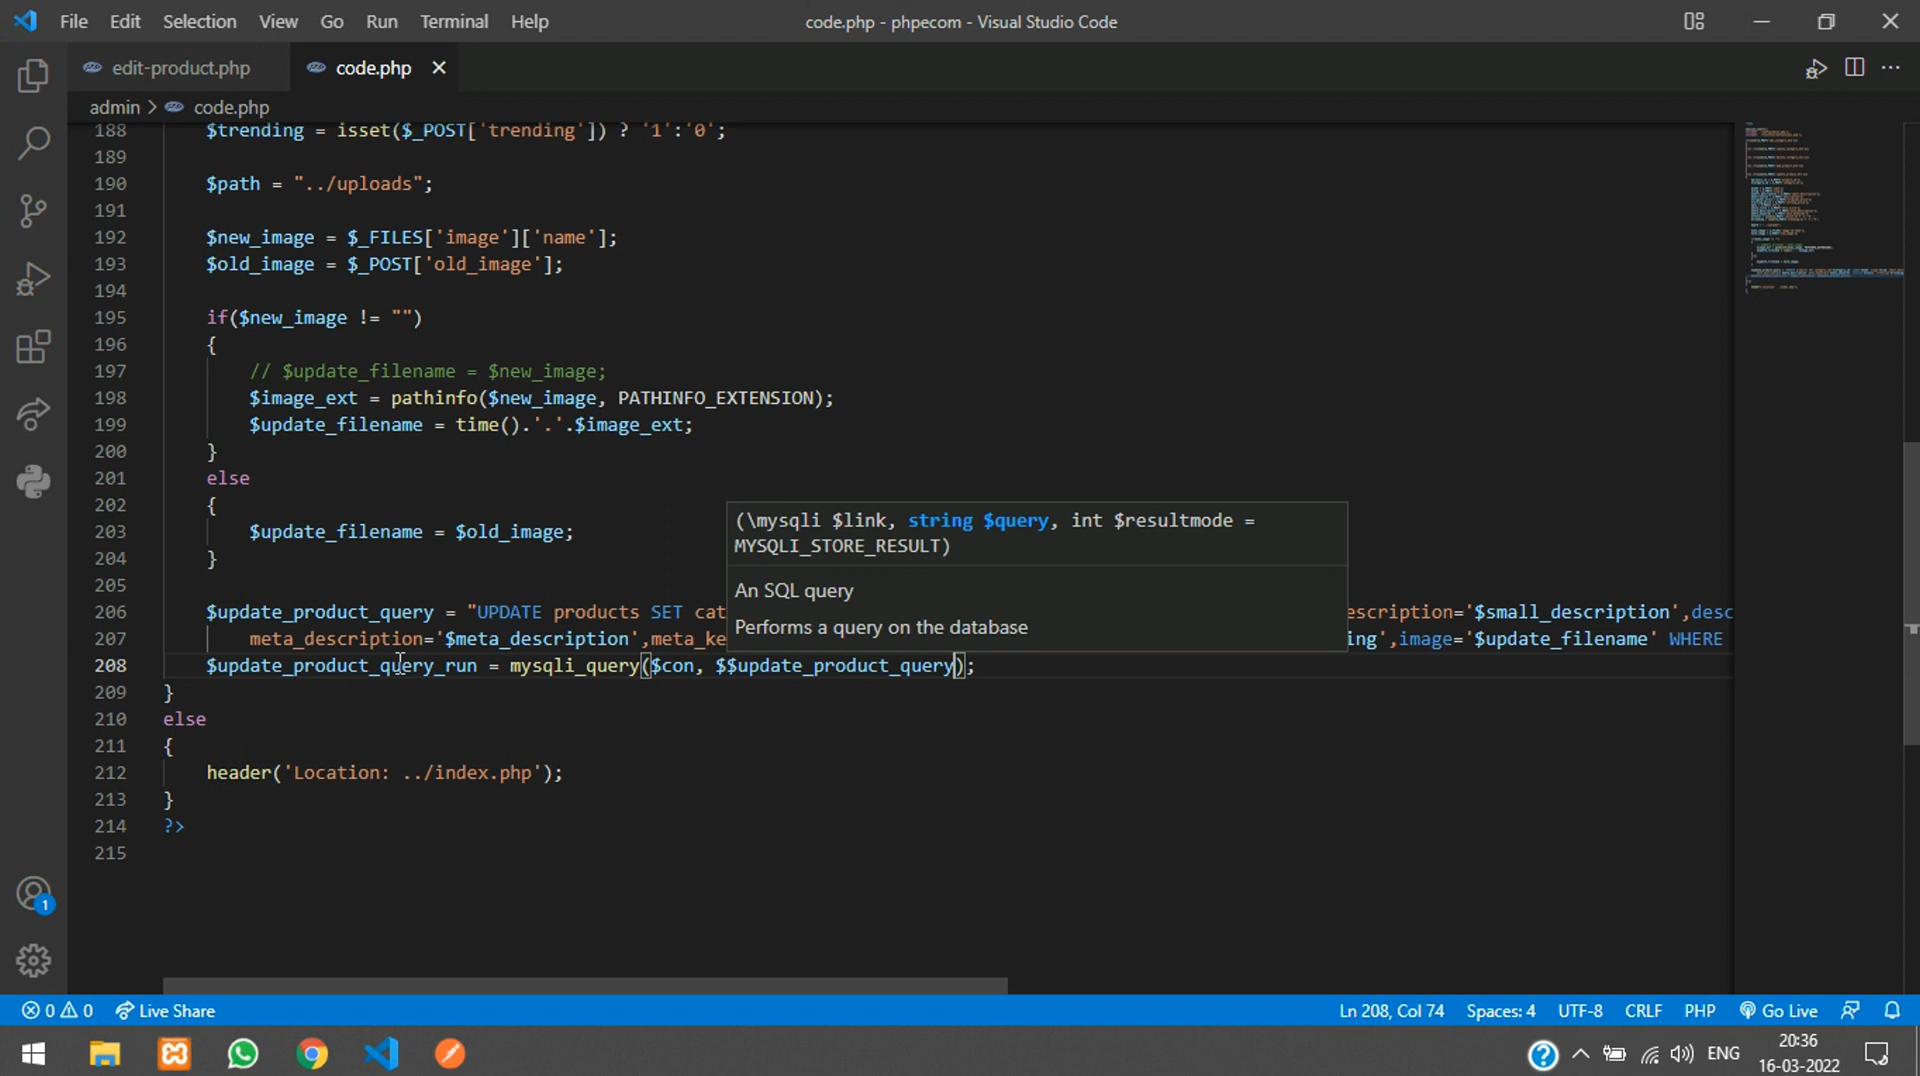 File Edit Selection View Go Run Terminal Help code.php - phpecom - Visual Studio Code
edit-product.php code.php
admin > code.php
188 $trending = isset($_POST['trending']) ? '1':'0';
189
190 $path = "../uploads";
191
192 $new_image = $_FILES['image']['name'];
193 $old_image = $_POST['old_image'];
194
195 if($new_image != "")
196 {
197 // $update_filename = $new_image;
198 $image_ext = pathinfo($new_image, PATHINFO_EXTENSION);
199 $update_filename = time().'.'.$image_ext;
200 }
201 else
202 {
203 $update_filename = $old_image;
204 }
205
(\mysqli $link, string $query, int $resultmode =
MYSQLI_STORE_RESULT)
An SQL query
Performs a query on the database
206 $update_product_query = "UPDATE products SET cat escription='$small_description',desc
207 meta_description='$meta_description',meta_ke ing',image='$update_filename' WHERE
208 $update_product_query_run = mysqli_query($con, $$update_product_query);
209 }
210 else
211 {
212 header('Location: ../index.php');
213 }
214 ?>
215
1
0 0 Live Share Ln 208, Col 74 Spaces: 4 UTF-8 CRLF PHP Go Live
ENG 20:36
16-03-2022